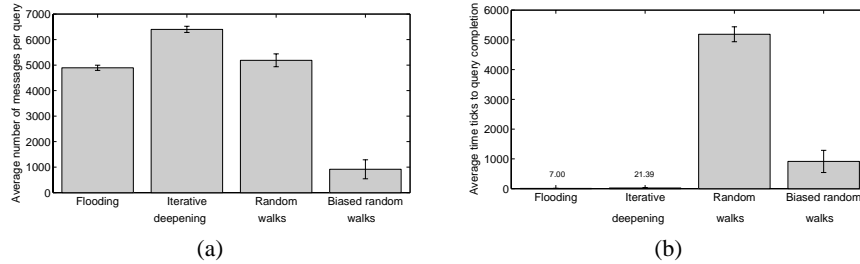 Average number of messages per query
7000
6000
5000
4000
3000
2000
1000
0
Flooding
Iterative
deepening
Random
walks
Biased random
walks
(a)
Average time ticks to query completion
6000
5000
4000
3000
2000
1000
0
7.00
21.39
Flooding
Iterative
deepening
Random
walks
Biased random
walks
(b)